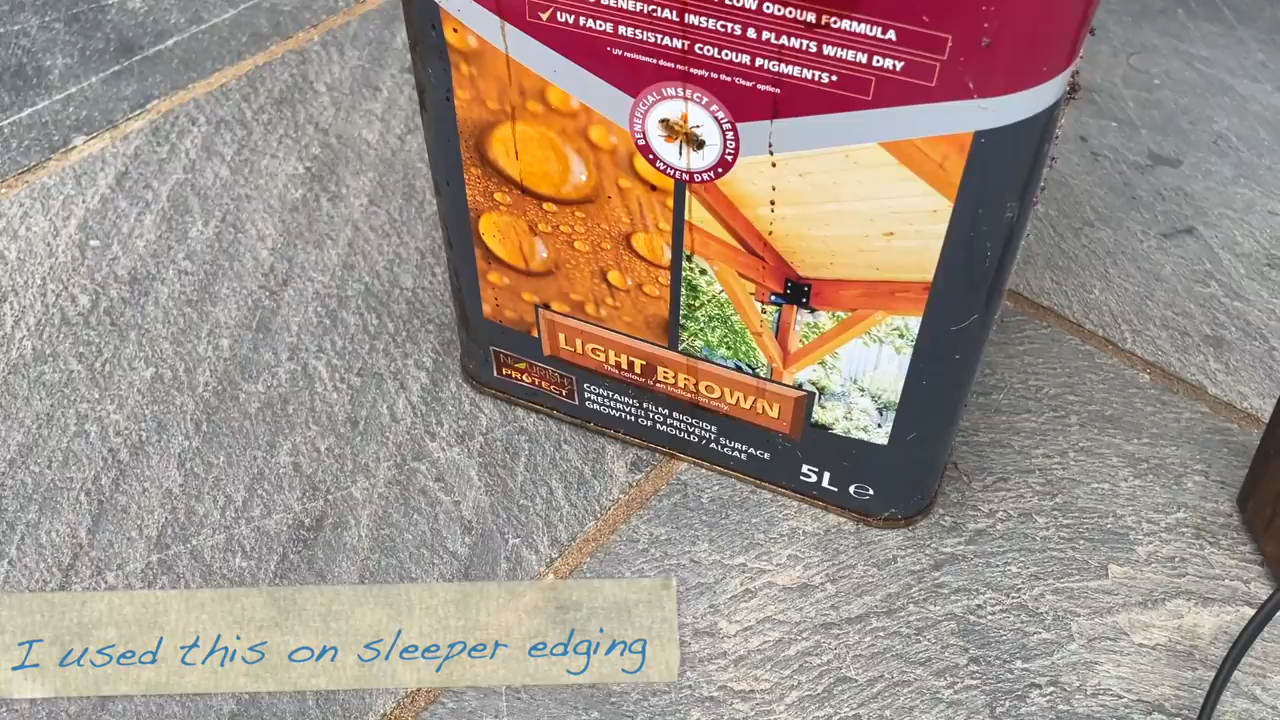 LOW ODOUR FORMULA
BENEFICIAL INSECTS & PLANTS WHEN DRY
✓ UV FADE RESISTANT COLOUR PIGMENTS*
* UV resistance does not apply to the 'Clear' option
BENEFICIAL INSECT FRIENDLY
• WHEN DRY •
LIGHT BROWN
This colour is an indication only.
NOURISH
PROTECT
CONTAINS FILM BIOCIDE
PRESERVER TO PREVENT SURFACE
GROWTH OF MOULD / ALGAE
5L ℮
I used this on sleeper edging